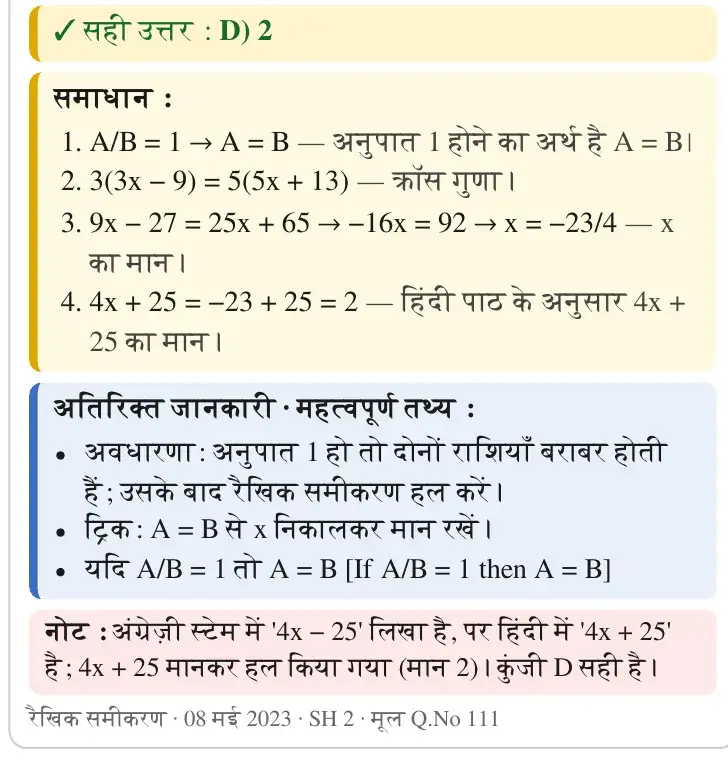 ✓ सही उत्तर : D) 2
समाधान :
1. A/B = 1 → A = B — अनुपात 1 होने का अर्थ है A = B।
2. 3(3x − 9) = 5(5x + 13) — क्रॉस गुणा।
3. 9x − 27 = 25x + 65 → −16x = 92 → x = −23/4 — x
का मान।
4. 4x + 25 = −23 + 25 = 2 — हिंदी पाठ के अनुसार 4x +
25 का मान।
अतिरिक्त जानकारी · महत्वपूर्ण तथ्य :
• अवधारणा : अनुपात 1 हो तो दोनों राशियाँ बराबर होती
हैं ; उसके बाद रैखिक समीकरण हल करें।
• ट्रिक : A = B से x निकालकर मान रखें।
• यदि A/B = 1 तो A = B [If A/B = 1 then A = B]
नोट : अंग्रेज़ी स्टेम में '4x − 25' लिखा है, पर हिंदी में '4x + 25'
है ; 4x + 25 मानकर हल किया गया (मान 2)। कुंजी D सही है।
रैखिक समीकरण · 08 मई 2023 · SH 2 · मूल Q.No 111